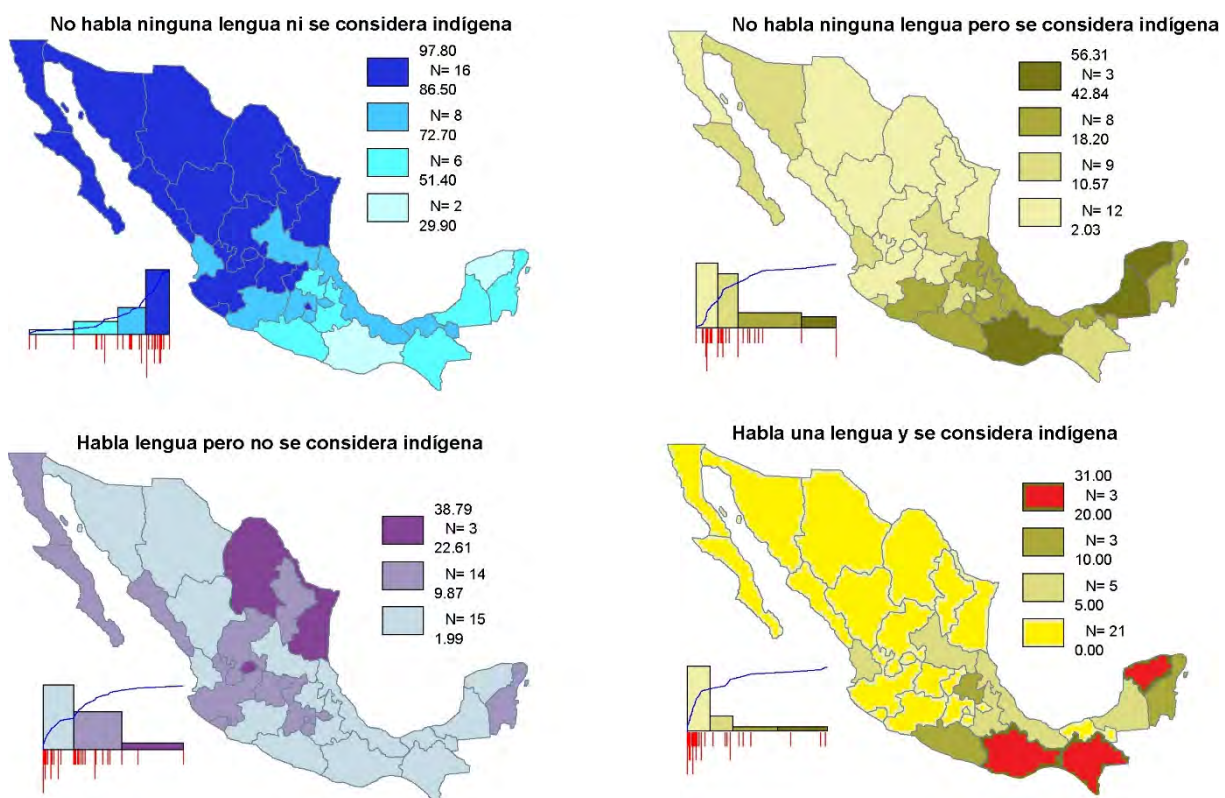 No habla ninguna lengua ni se considera indígena
97.80
N= 16
86.50
N= 8
72.70
N= 6
51.40
N= 2
29.90
No habla ninguna lengua pero se considera indígena
56.31
N= 3
42.84
N= 8
18.20
N= 9
10.57
N= 12
2.03
Habla lengua pero no se considera indígena
38.79
N= 3
22.61
N= 14
9.87
N= 15
1.99
Habla una lengua y se considera indígena
31.00
N= 3
20.00
N= 3
10.00
N= 5
5.00
N= 21
0.00